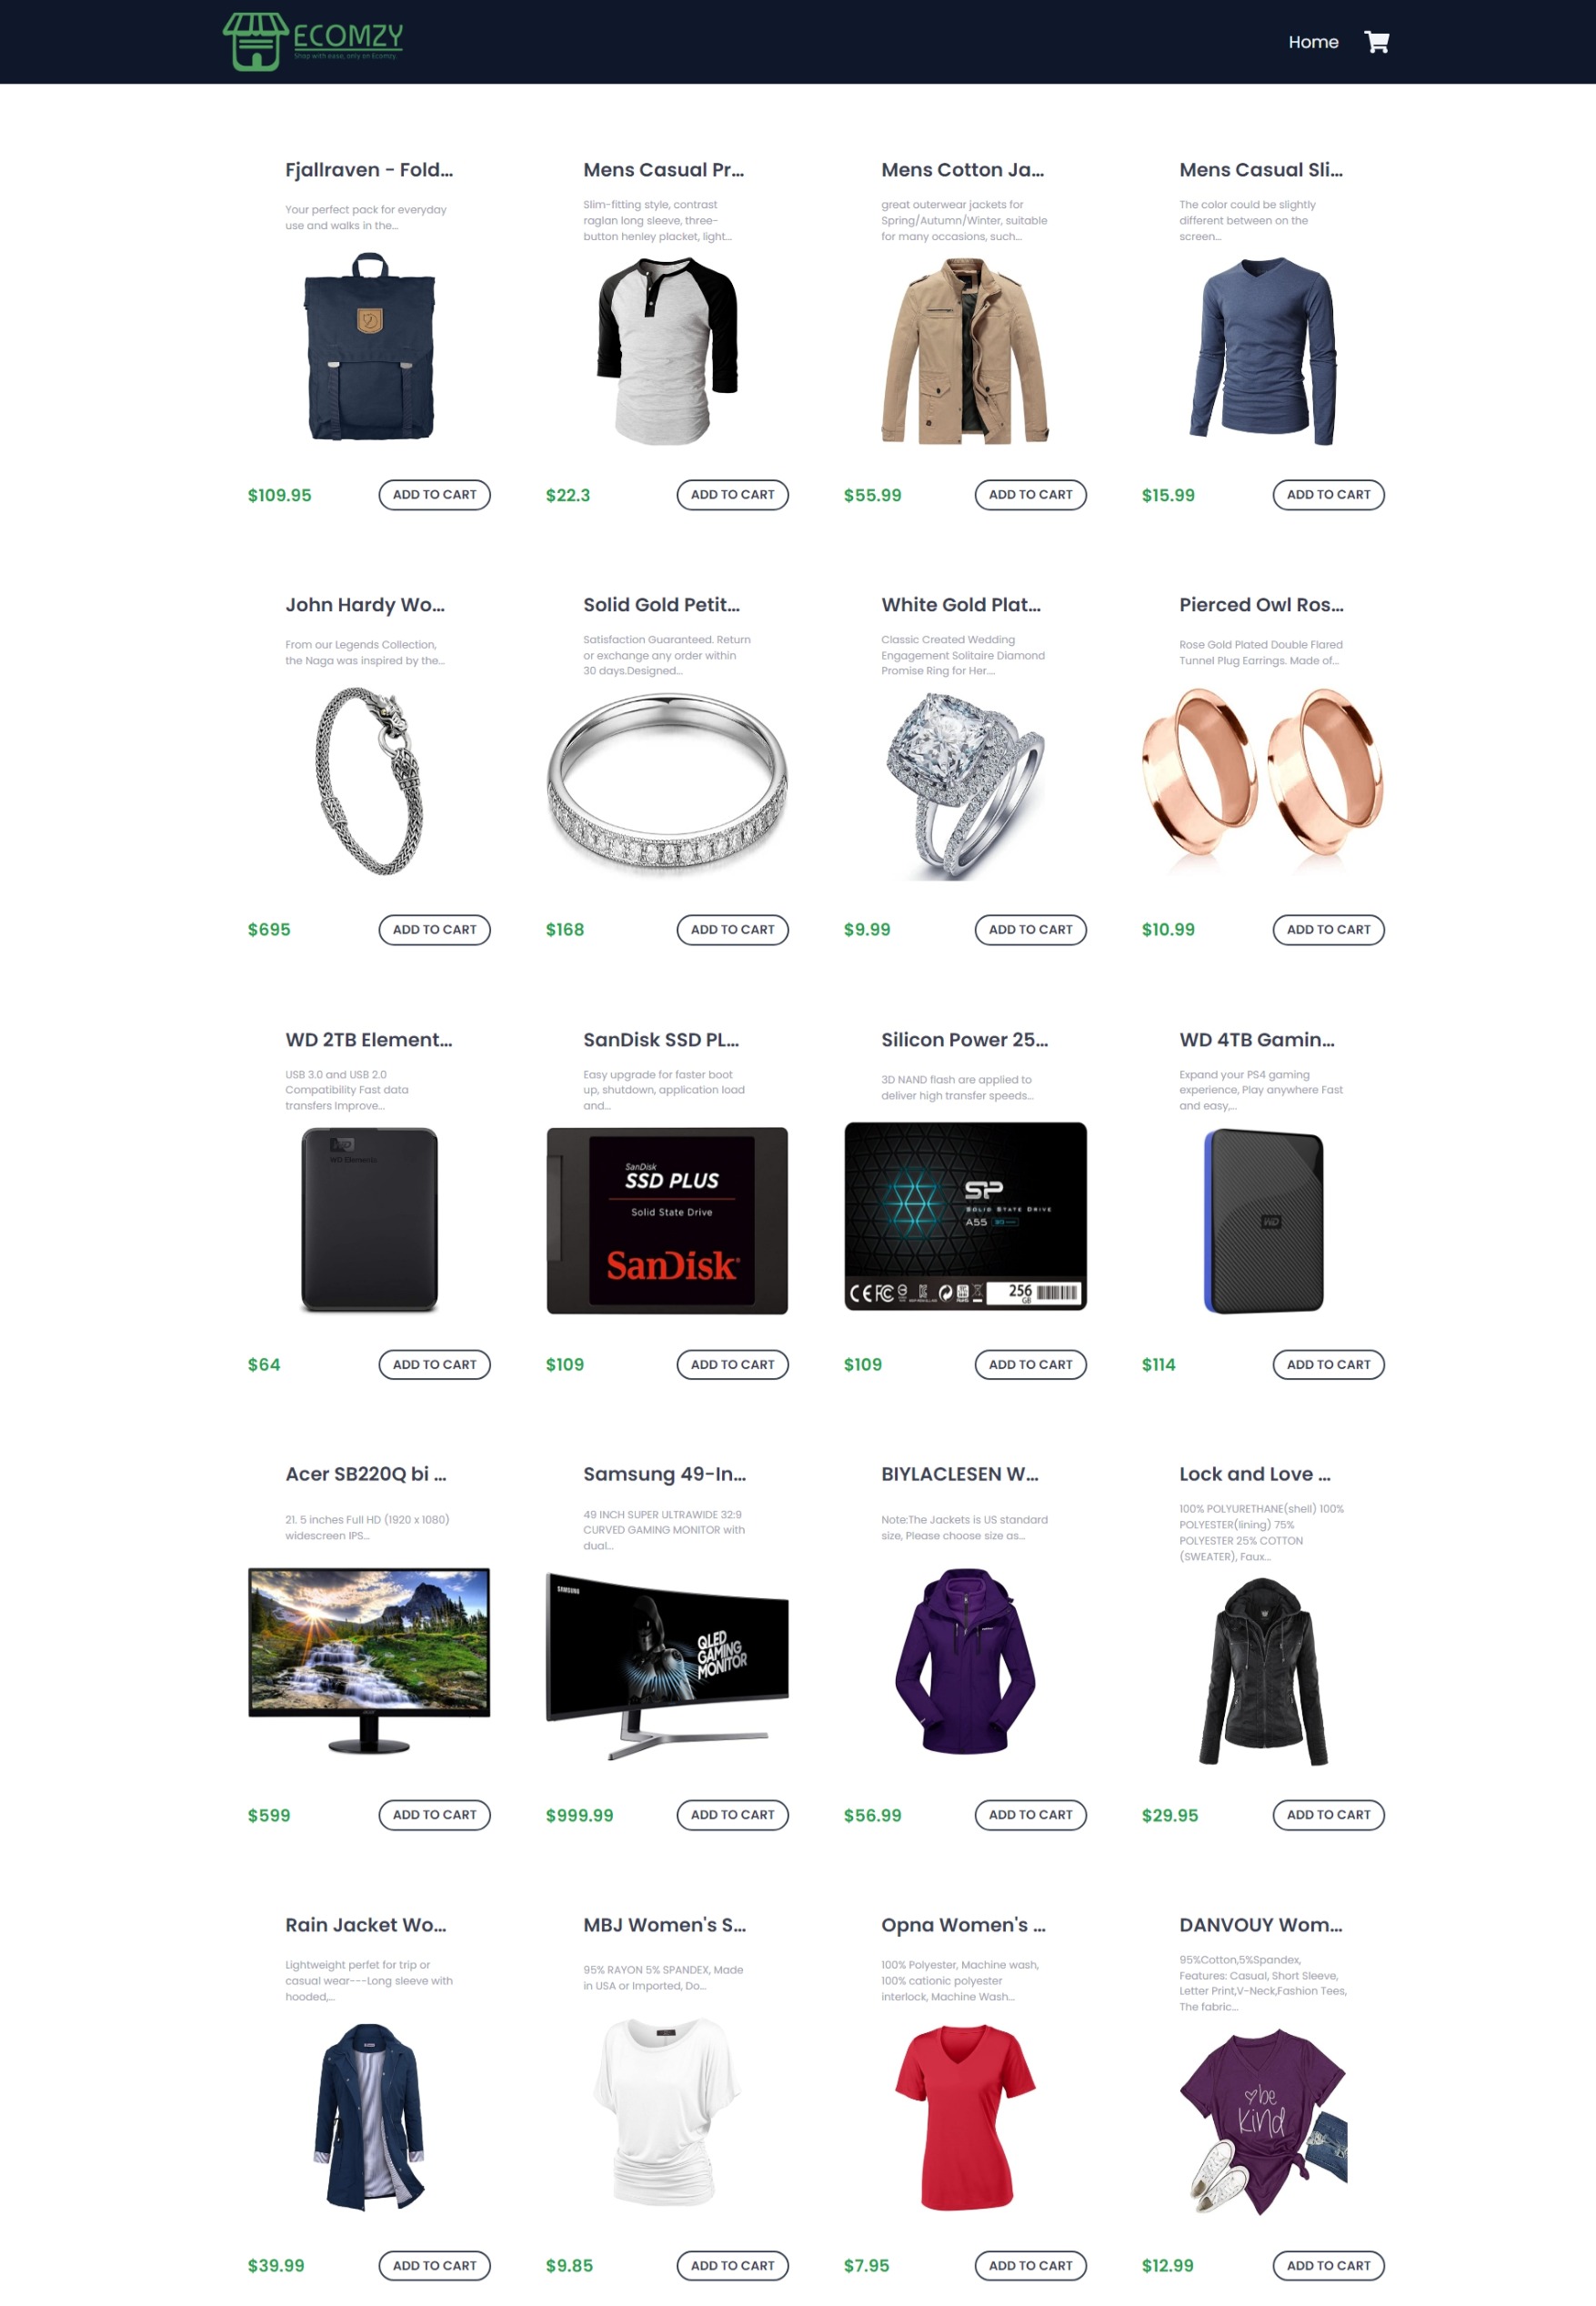 ECOMZY
Shop with ease, only on Ecomzy.
Home
Fjallraven - Fold...
Your perfect pack for everyday
use and walks in the...
$109.95
ADD TO CART
Mens Casual Pr...
Slim-fitting style, contrast
raglan long sleeve, three-
button henley placket, light...
$22.3
ADD TO CART
Mens Cotton Ja...
great outerwear jackets for
Spring/Autumn/Winter, suitable
for many occasions, such...
$55.99
ADD TO CART
Mens Casual Sli...
The color could be slightly
different between on the
screen...
$15.99
ADD TO CART
John Hardy Wo...
From our Legends Collection,
the Naga was inspired by the...
$695
ADD TO CART
Solid Gold Petit...
Satisfaction Guaranteed. Return
or exchange any order within
30 days.Designed...
$168
ADD TO CART
White Gold Plat...
Classic Created Wedding
Engagement Solitaire Diamond
Promise Ring for Her....
$9.99
ADD TO CART
Pierced Owl Ros...
Rose Gold Plated Double Flared
Tunnel Plug Earrings. Made of...
$10.99
ADD TO CART
WD 2TB Element...
USB 3.0 and USB 2.0
Compatibility Fast data
transfers Improve...
WD
WD Elements
$64
ADD TO CART
SanDisk SSD PL...
Easy upgrade for faster boot
up, shutdown, application load
and...
SanDisk
SSD PLUS
Solid State Drive
SanDisk
$109
ADD TO CART
Silicon Power 25...
3D NAND flash are applied to
deliver high transfer speeds...
SP
SOLID STATE DRIVE
A55
CE FC
256
GB
$109
ADD TO CART
WD 4TB Gamin...
Expand your PS4 gaming
experience, Play anywhere Fast
and easy,...
WD
$114
ADD TO CART
Acer SB220Q bi ...
21. 5 inches Full HD (1920 x 1080)
widescreen IPS...
acer
$599
ADD TO CART
Samsung 49-In...
49 INCH SUPER ULTRAWIDE 32:9
CURVED GAMING MONITOR with
dual...
SAMSUNG
QLED
GAMING
MONITOR
$999.99
ADD TO CART
BIYLACLESEN W...
Note:The Jackets is US standard
size, Please choose size as...
$56.99
ADD TO CART
Lock and Love ...
100% POLYURETHANE(shell) 100%
POLYESTER(lining) 75%
POLYESTER 25% COTTON
(SWEATER), Faux...
$29.95
ADD TO CART
Rain Jacket Wo...
Lightweight perfet for trip or
casual wear---Long sleeve with
hooded,...
$39.99
ADD TO CART
MBJ Women's S...
95% RAYON 5% SPANDEX, Made
in USA or Imported, Do...
$9.85
ADD TO CART
Opna Women's ...
100% Polyester, Machine wash,
100% cationic polyester
interlock, Machine Wash...
$7.95
ADD TO CART
DANVOUY Wom...
95%Cotton,5%Spandex,
Features: Casual, Short Sleeve,
Letter Print,V-Neck,Fashion Tees,
The fabric...
be
kind
$12.99
ADD TO CART